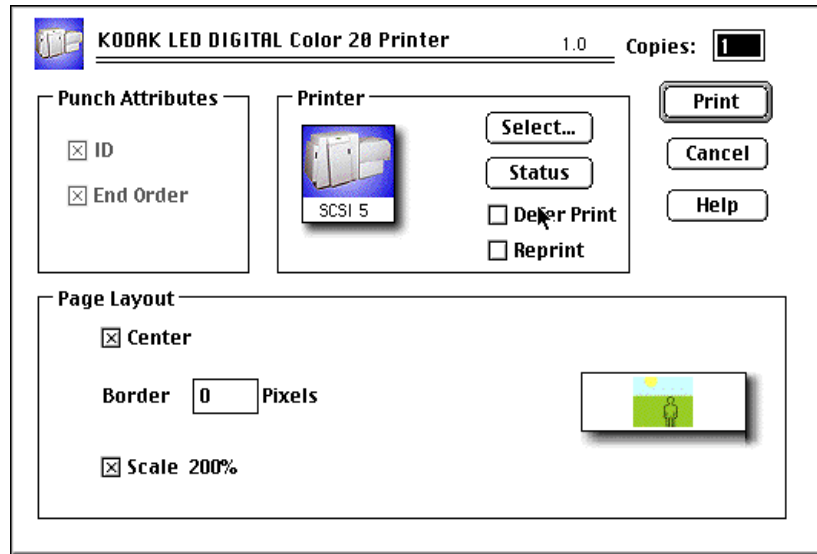 KODAK LED DIGITAL Color 20 Printer 1.0 Copies: 1
Punch Attributes
ID
End Order
Printer
SCSI 5
Select...
Status
Defer Print
Reprint
Print
Cancel
Help
Page Layout
Center
Border 0 Pixels
Scale 200%